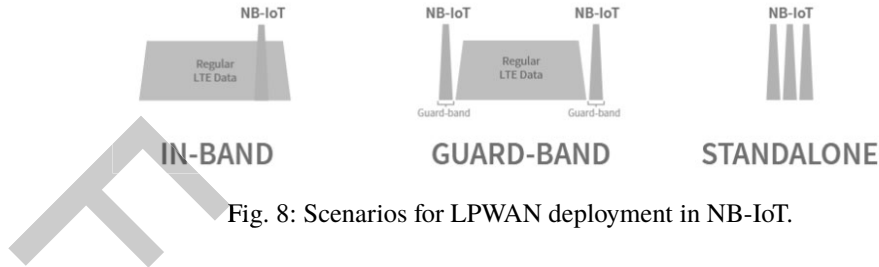 NB-IoT
NB-IoT
NB-IoT
NB-IoT
Regular
LTE Data
Regular
LTE Data
Guard-band
Guard-band
IN-BAND
GUARD-BAND
STANDALONE
Fig. 8: Scenarios for LPWAN deployment in NB-IoT.